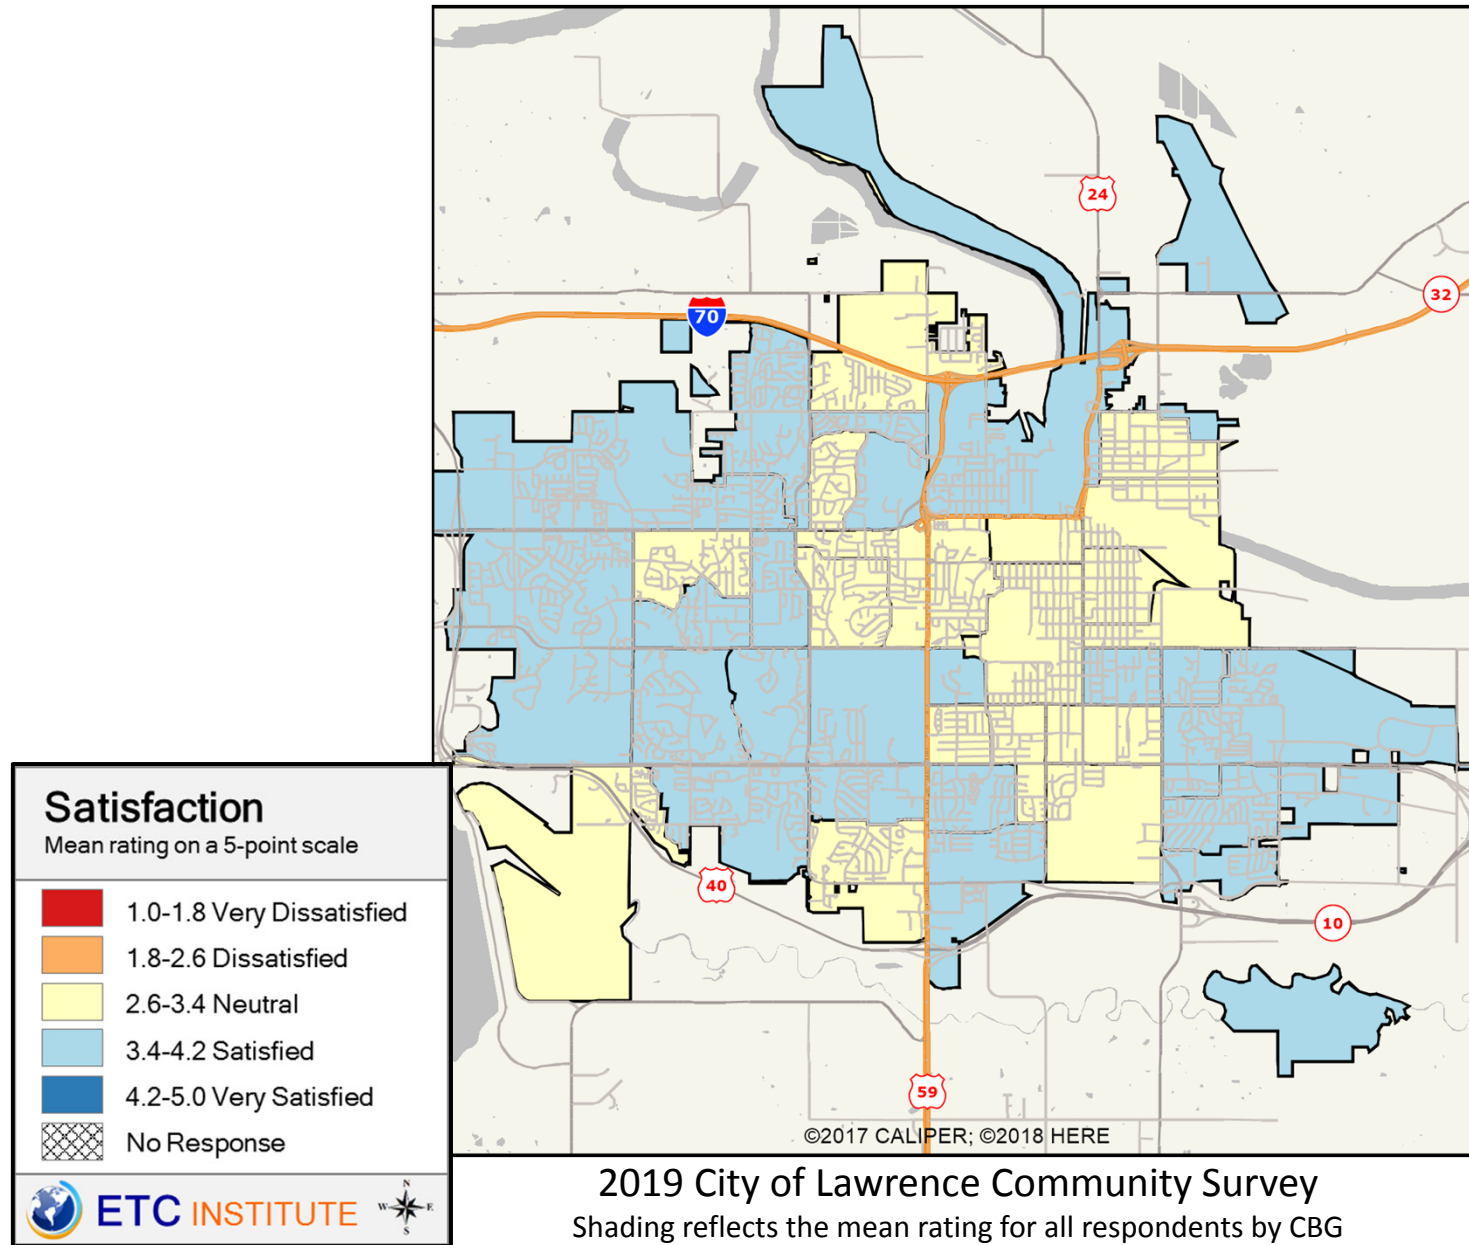 24
32
70
40
10
59
©2017 CALIPER; ©2018 HERE
Satisfaction
Mean rating on a 5-point scale
1.0-1.8 Very Dissatisfied
1.8-2.6 Dissatisfied
2.6-3.4 Neutral
3.4-4.2 Satisfied
4.2-5.0 Very Satisfied
No Response
ETC INSTITUTE
N
W E
S
2019 City of Lawrence Community Survey
Shading reflects the mean rating for all respondents by CBG